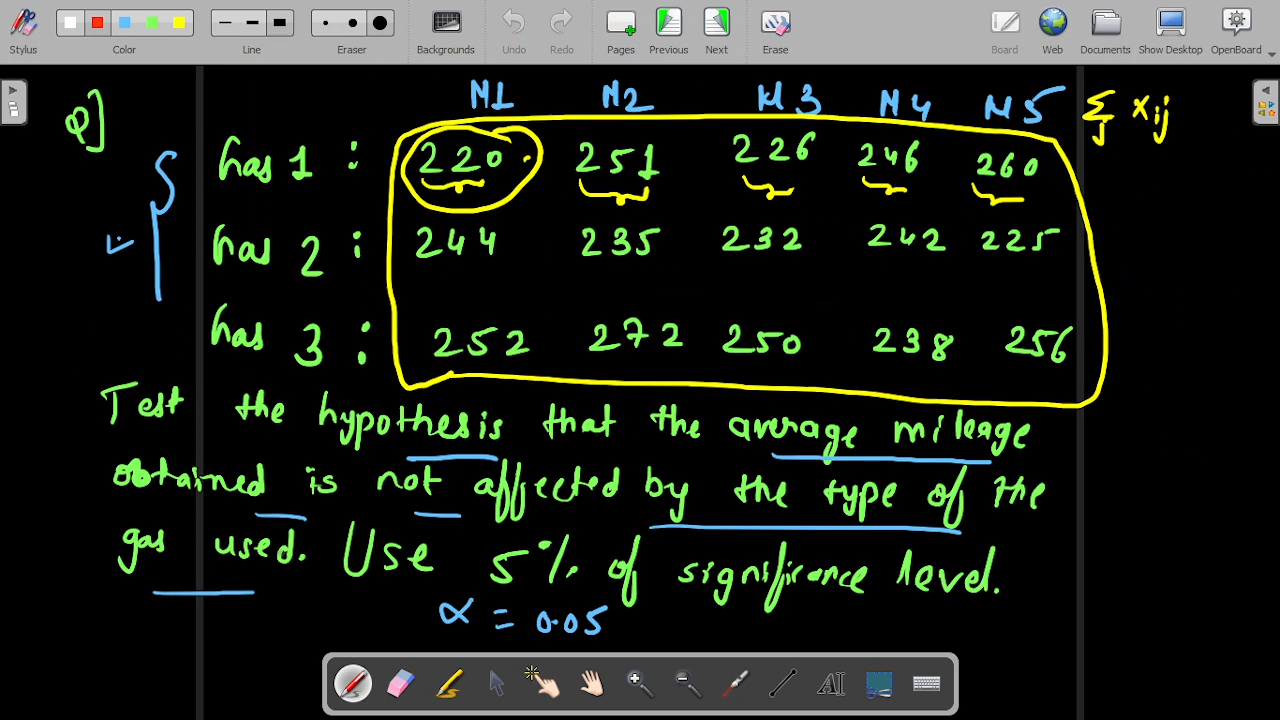 Stylus Color Line Eraser Backgrounds Undo Redo Pages Previous Next Erase Board Web Documents Show Desktop OpenBoard
M1 M2 M3 M4 M5 Σj xij
Q]
Gas 1 : 220 251 226 246 260
Gas 2 : 244 235 232 242 225
Gas 3 : 252 272 250 238 256
Test the hypothesis that the average mileage
obtained is not affected by the type of the
gas used. Use 5% of significance level.
α = 0.05
AI